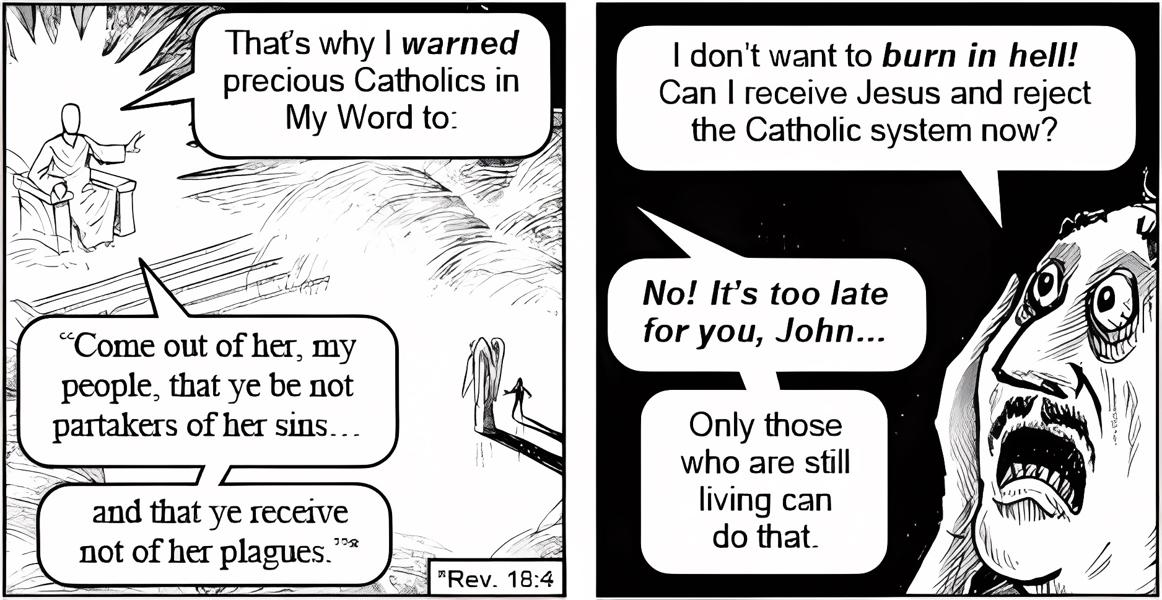 That's why I warned
precious Catholics in
My Word to:
"Come out of her, my
people, that ye be not
partakers of her sins...
and that ye receive
not of her plagues."*
*Rev. 18:4
I don't want to burn in hell!
Can I receive Jesus and reject
the Catholic system now?
No! It's too late
for you, John...
Only those
who are still
living can
do that.